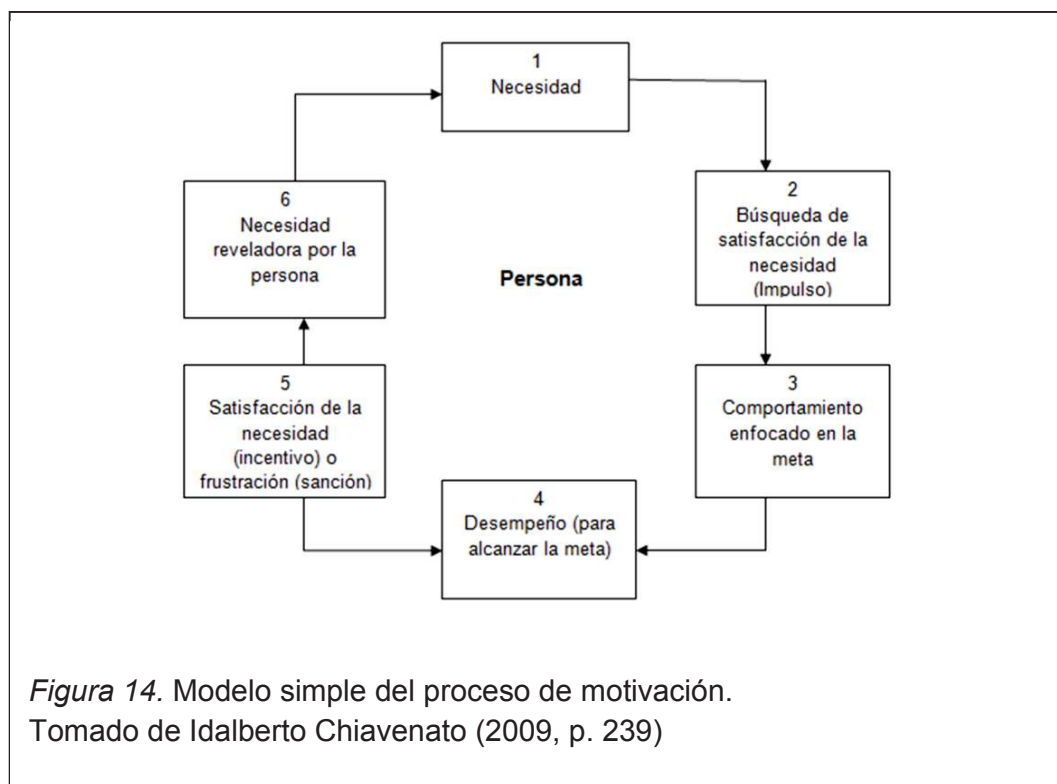 1
Necesidad
2
Búsqueda de
satisfacción de la
necesidad
(Impulso)
3
Comportamiento
enfocado en la
meta
4
Desempeño (para
alcanzar la meta)
5
Satisfacción de la
necesidad
(incentivo) o
frustración (sanción)
6
Necesidad
reveladora por la
persona
Persona
Figura 14. Modelo simple del proceso de motivación.
Tomado de Idalberto Chiavenato (2009, p. 239)